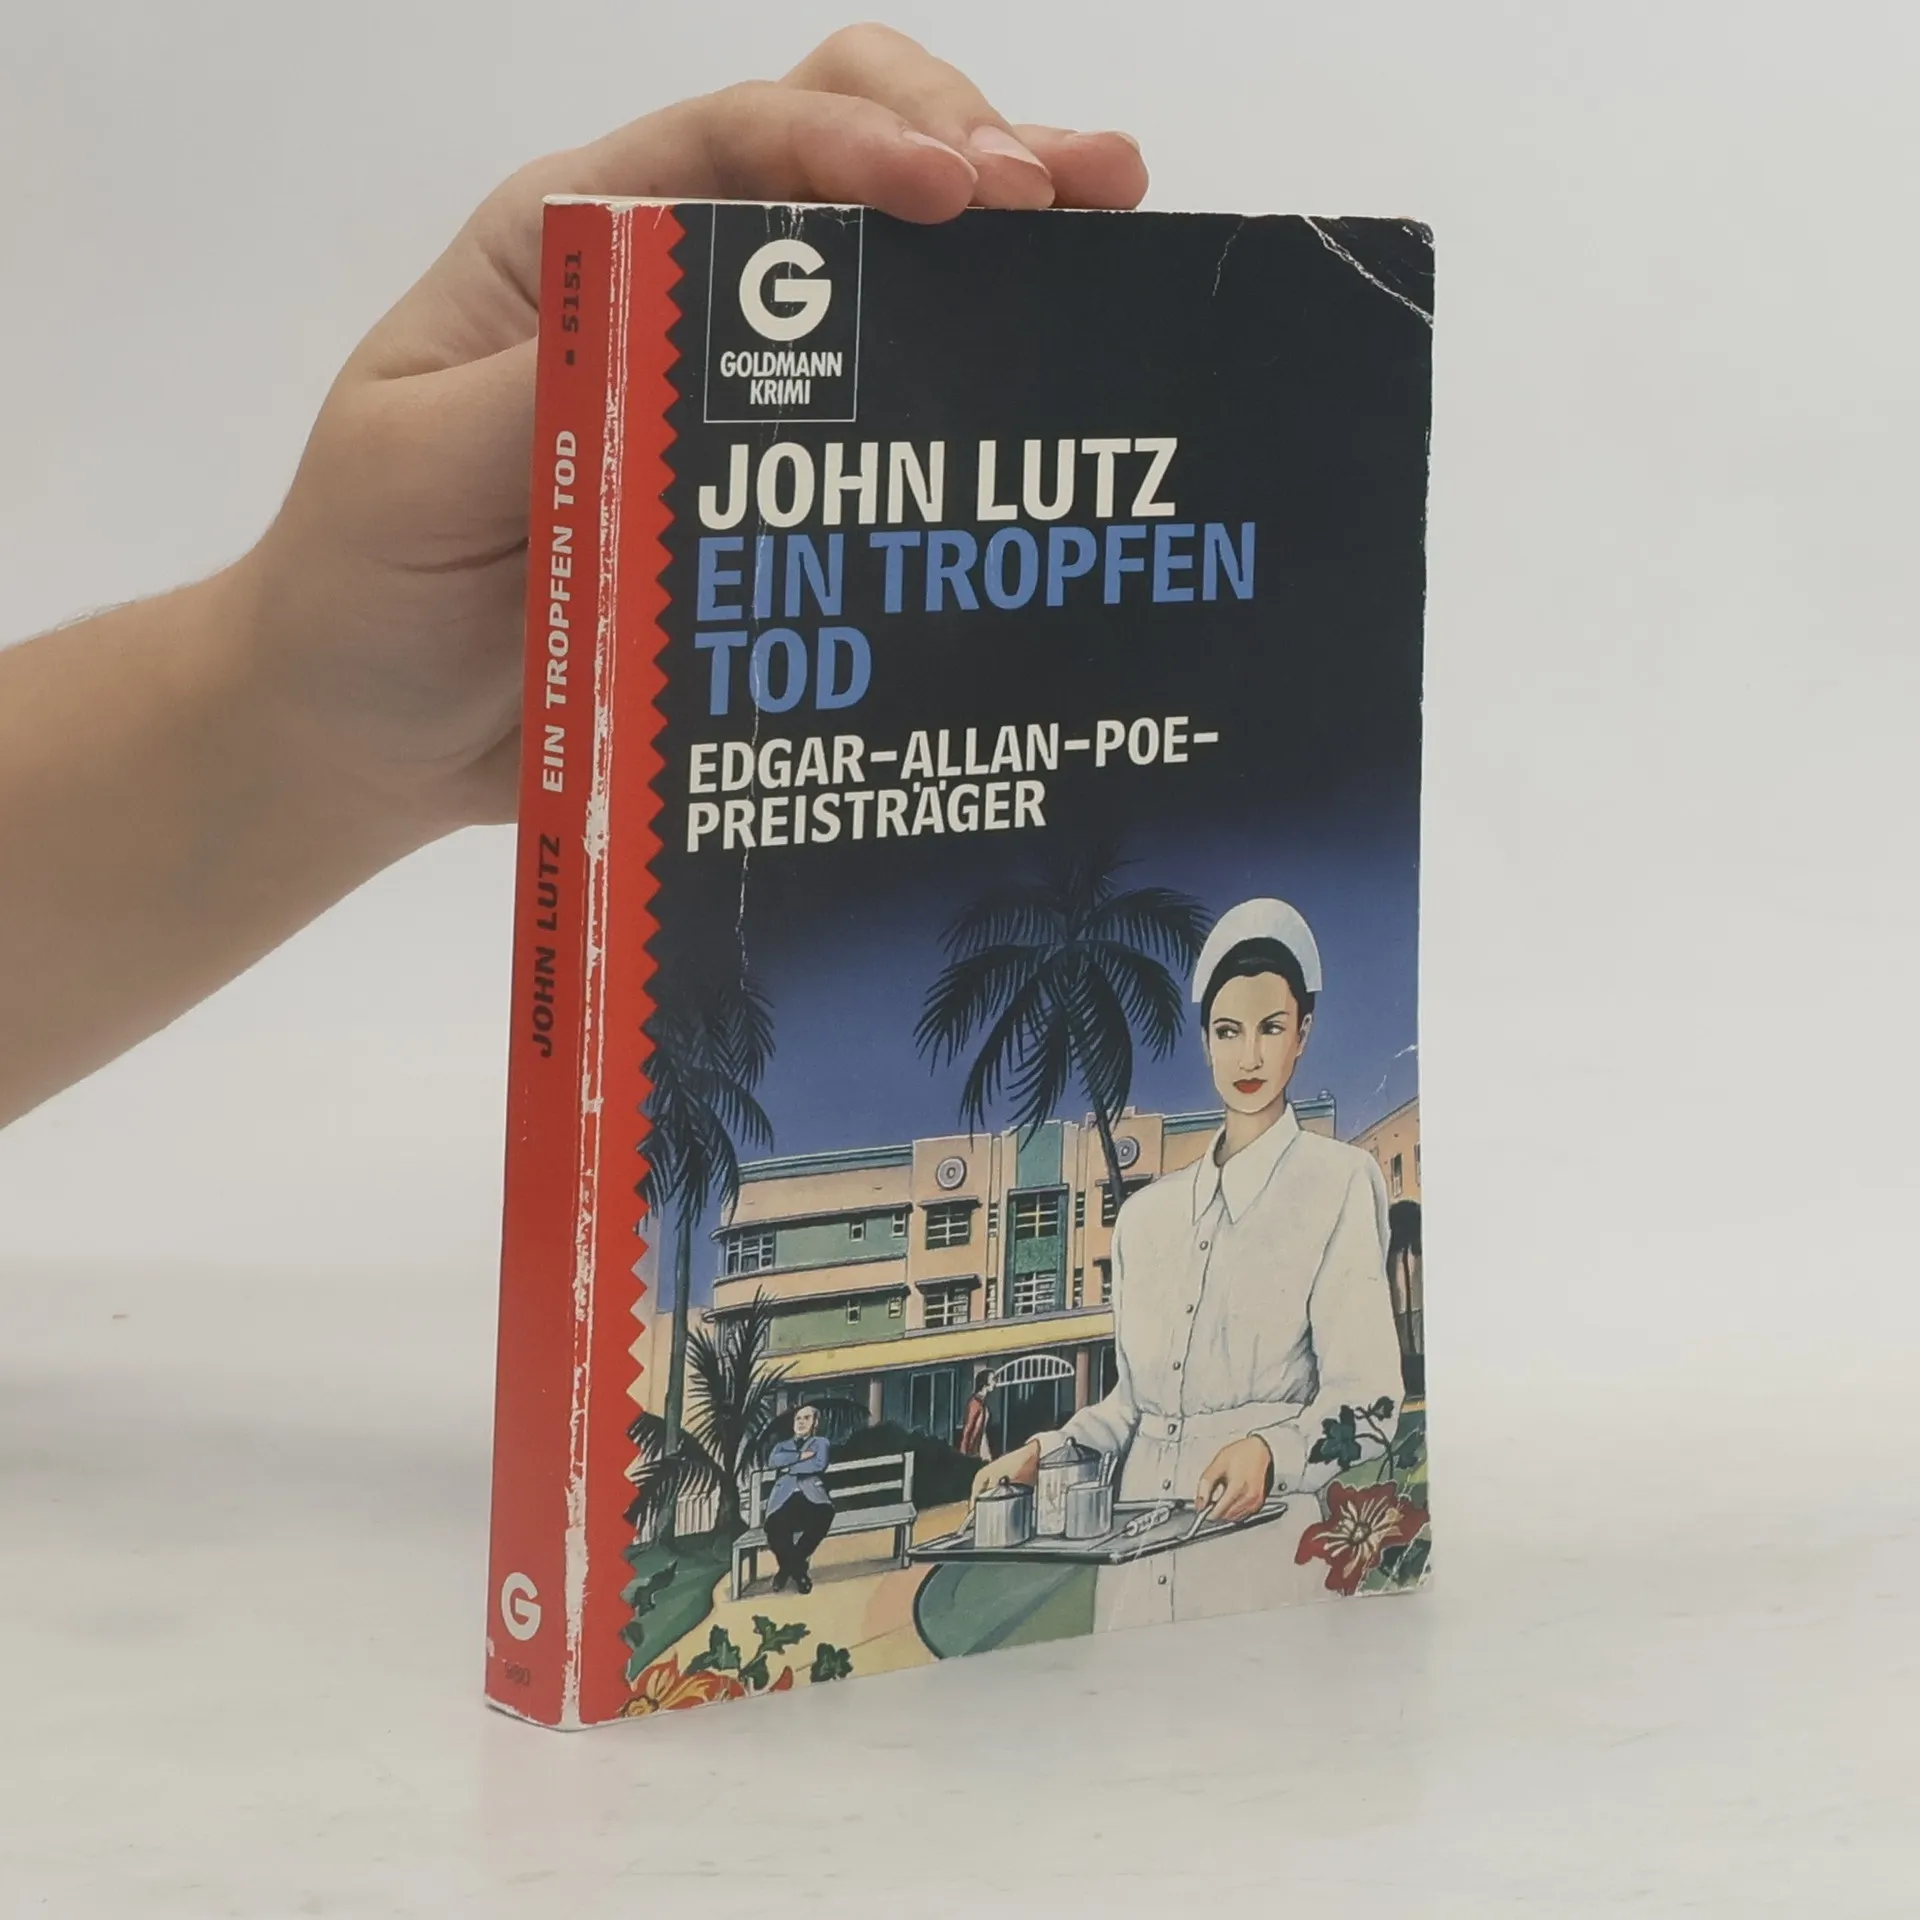 G
GOLDMANN
KRIMI
JOHN LUTZ
EIN TROPFEN
TOD
EDGAR-ALLAN-POE-
PREISTRÄGER
JOHN LUTZ EIN TROPFEN TOD 5151
G